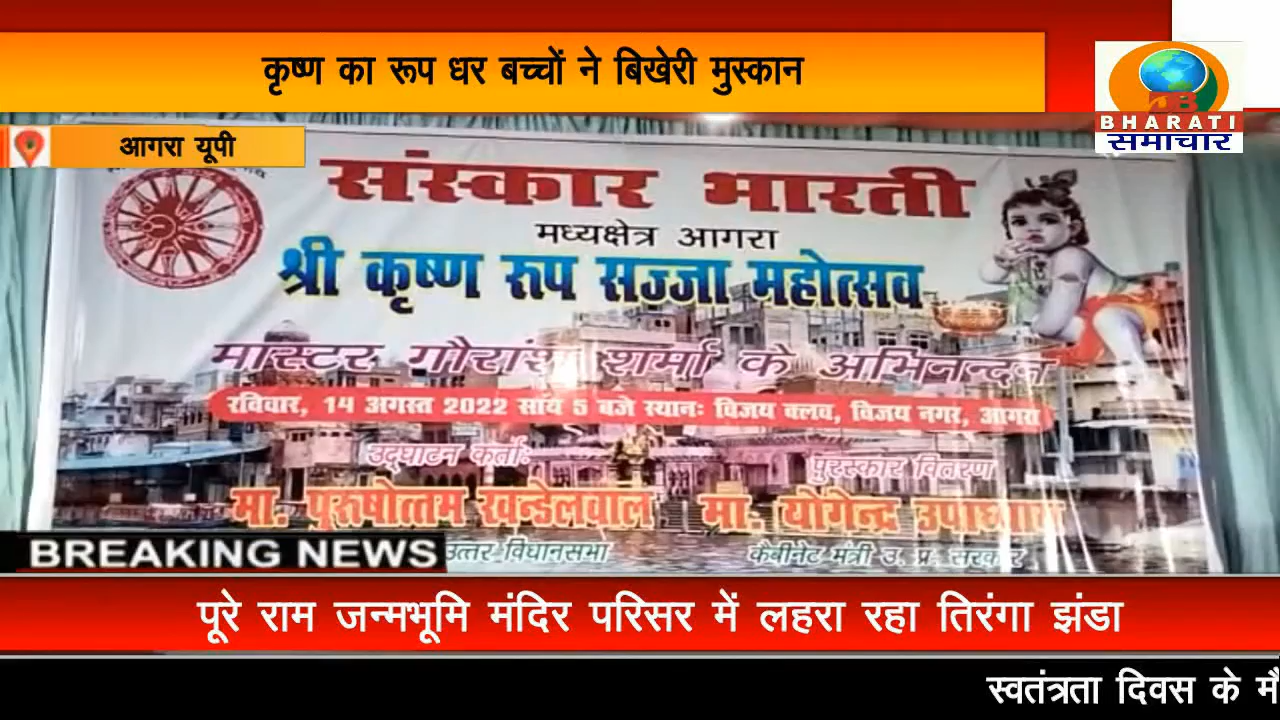 कृष्ण का रूप धर बच्चों ने बिखेरी मुस्कान
BHARATI
समाचार
आगरा यूपी
संस्कार भारती
मध्यक्षेत्र आगरा
श्री कृष्ण रुप सज्जा महोत्सव
मास्टर गौरांश शर्मा के अभिनन्दन
रविवार, 14 अगस्त 2022 सांय 5 बजे स्थानः विजय क्लव, विजय नगर, आगरा
उद्घाटन कर्ताः
पुरस्कार वितरण
मा. पुरुषोत्तम खन्डेलवाल
मा. योगेन्द्र उपाध्याय
BREAKING NEWS
उत्तर विधानसभा
कैबीनेट मंत्री उ. प्र. सरकार
पूरे राम जन्मभूमि मंदिर परिसर में लहरा रहा तिरंगा झंडा
स्वतंत्रता दिवस के मौ